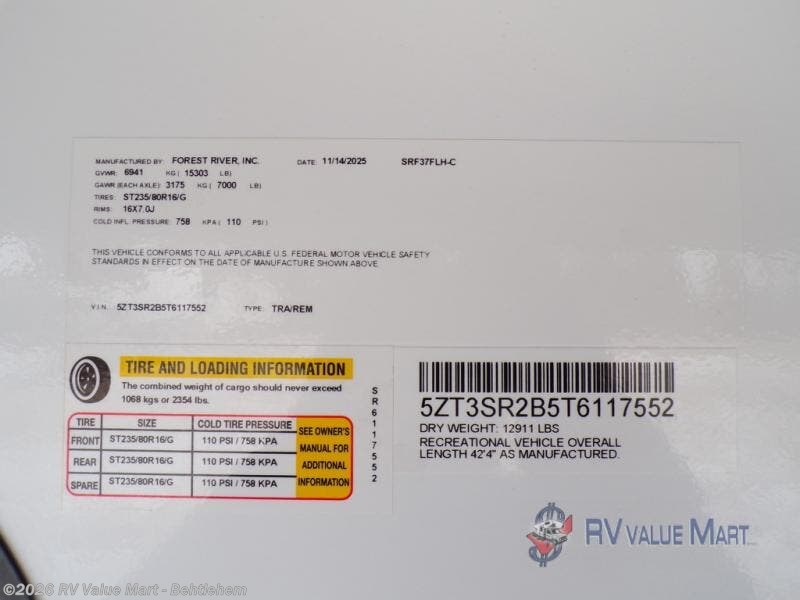 MANUFACTURED BY: FOREST RIVER, INC. DATE: 11/14/2025 SRF37FLH-C
GVWR: 6941 KG ( 15303 LB)
GAWR (EACH AXLE): 3175 KG ( 7000 LB)
TIRES: ST235/80R16/G
RIMS: 16X7.0J
COLD INFL. PRESSURE: 758 KPA ( 110 PSI )
THIS VEHICLE CONFORMS TO ALL APPLICABLE U.S. FEDERAL MOTOR VEHICLE SAFETY
STANDARDS IN EFFECT ON THE DATE OF MANUFACTURE SHOWN ABOVE
V.I.N. 5ZT3SR2B5T6117552 TYPE: TRA/REM
TIRE AND LOADING INFORMATION
The combined weight of cargo should never exceed
1068 kgs or 2354 lbs.
TIRE SIZE COLD TIRE PRESSURE
FRONT ST235/80R16/G 110 PSI / 758 KPA
REAR ST235/80R16/G 110 PSI / 758 KPA
SPARE ST235/80R16/G 110 PSI / 758 KPA
SEE OWNER'S
MANUAL FOR
ADDITIONAL
INFORMATION
SR6117552
5ZT3SR2B5T6117552
DRY WEIGHT: 12911 LBS
RECREATIONAL VEHICLE OVERALL
LENGTH 42'4" AS MANUFACTURED.
RV VALUE MART
©2026 RV Value Mart - Behtlehem